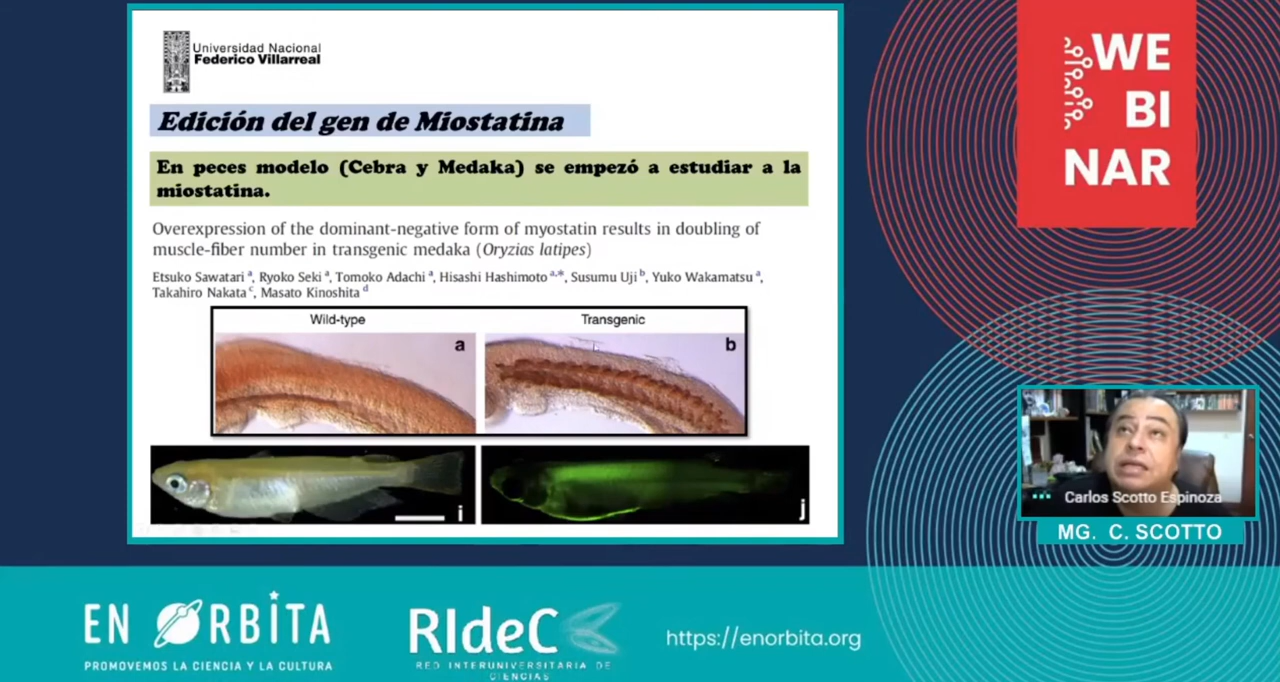 Universidad Nacional
Federico Villarreal
Edición del gen de Miostatina
En peces modelo (Cebra y Medaka) se empezó a estudiar a la
miostatina.
Overexpression of the dominant-negative form of myostatin results in doubling of
muscle-fiber number in transgenic medaka (Oryzias latipes)
Etsuko Sawatari a, Ryoko Seki a, Tomoko Adachi a, Hisashi Hashimoto a,*, Susumu Uji b, Yuko Wakamatsu a,
Takahiro Nakata c, Masato Kinoshita d
Wild-type
Transgenic
a
b
i
j
WE
BI
NAR
Carlos Scotto Espinoza
MG. C. SCOTTO
EN ORBITA
PROMOVEMOS LA CIENCIA Y LA CULTURA
RIdeC
RED INTERUNIVERSITARIA DE
CIENCIAS
https://enorbita.org